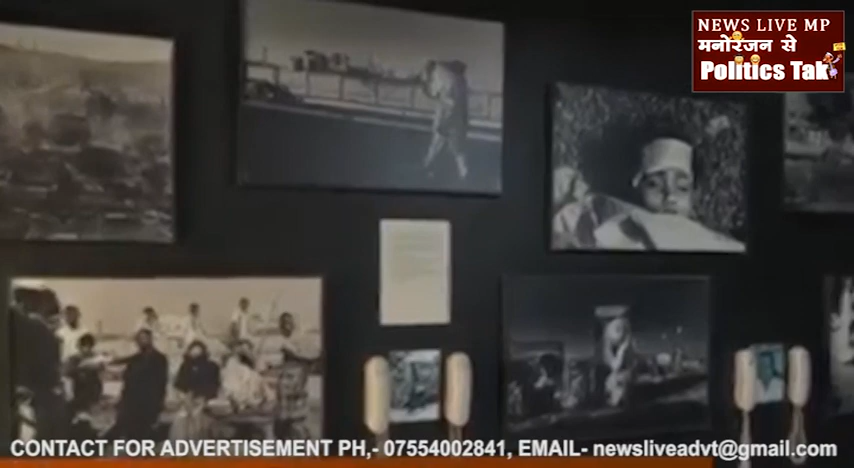 NEWS LIVE MP
मनोरंजन से
Politics Tak
CONTACT FOR ADVERTISEMENT PH,- 07554002841, EMAIL- newsliveadvt@gmail.com